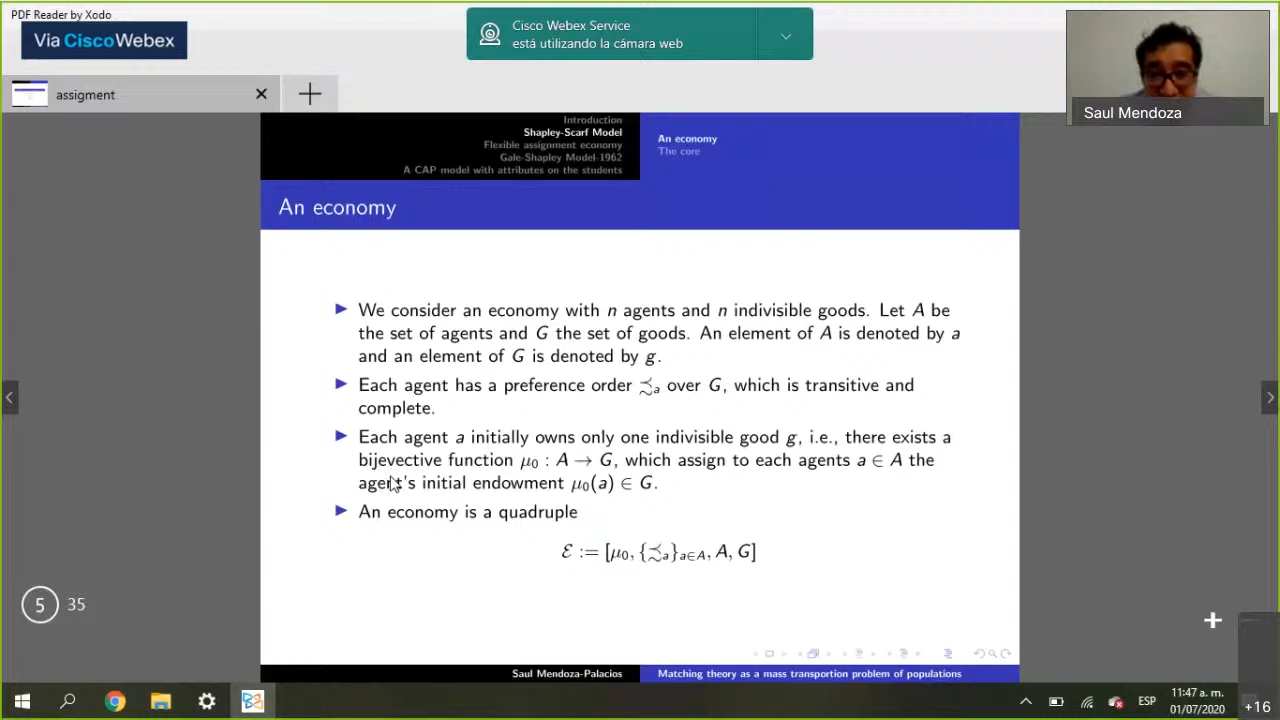 PDF Reader by Xodo
Via CiscoWebex
Cisco Webex Service
está utilizando la cámara web
Saul Mendoza
assigment
Introduction
Shapley-Scarf Model
Flexible assignment economy
Gale-Shapley Model-1962
A CAP model with attributes on the students
An economy
The core
An economy
We consider an economy with n agents and n indivisible goods. Let A be
the set of agents and G the set of goods. An element of A is denoted by a
and an element of G is denoted by g.
Each agent has a preference order ≾ₐ over G, which is transitive and
complete.
Each agent a initially owns only one indivisible good g, i.e., there exists a
bijevective function μ₀ : A → G, which assign to each agents a ∈ A the
agent's initial endowment μ₀(a) ∈ G.
An economy is a quadruple
ℰ := [μ₀, {≾ₐ}ₐ∈A, A, G]
5 35
Saul Mendoza-Palacios
Matching theory as a mass transportion problem of populations
ESP
11:47 a. m.
01/07/2020
+16